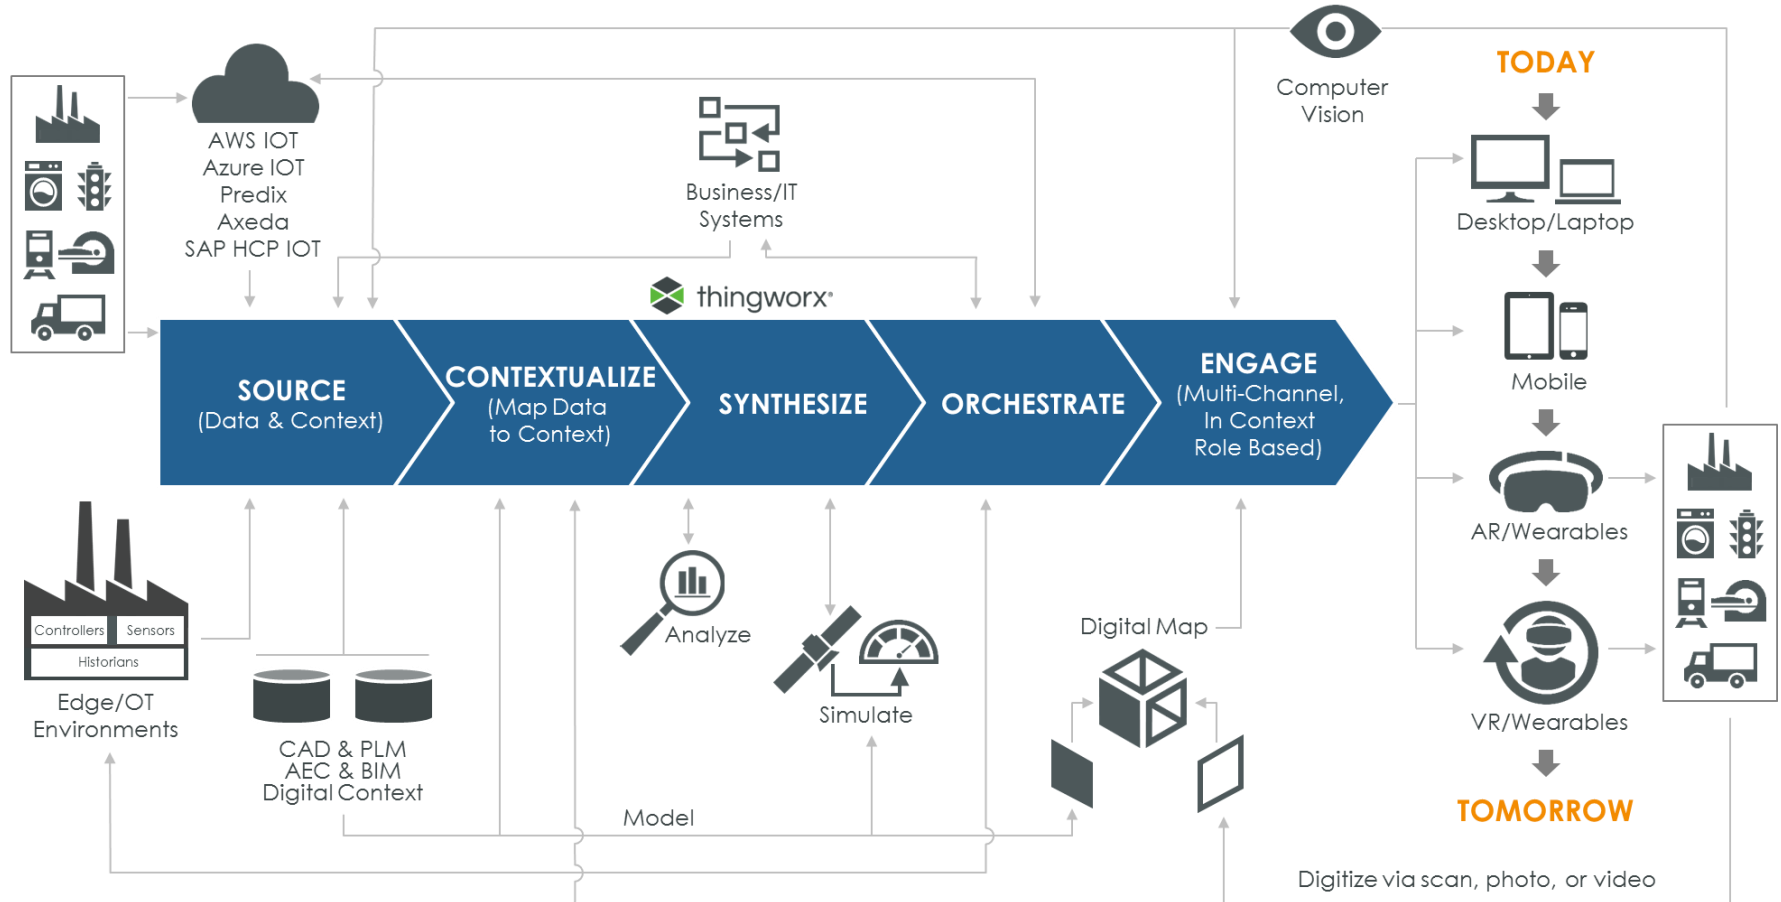 Computer
Vision
TODAY
AWS IOT
Azure IOT
Predix
Axeda
SAP HCP IOT
Business/IT
Systems
Desktop/Laptop
thingworx®
Mobile
SOURCE
(Data & Context)
CONTEXTUALIZE
(Map Data
to Context)
SYNTHESIZE
ORCHESTRATE
ENGAGE
(Multi-Channel,
In Context
Role Based)
AR/Wearables
Controllers
Sensors
Historians
Edge/OT
Environments
Analyze
Digital Map
Simulate
VR/Wearables
CAD & PLM
AEC & BIM
Digital Context
Model
TOMORROW
Digitize via scan, photo, or video